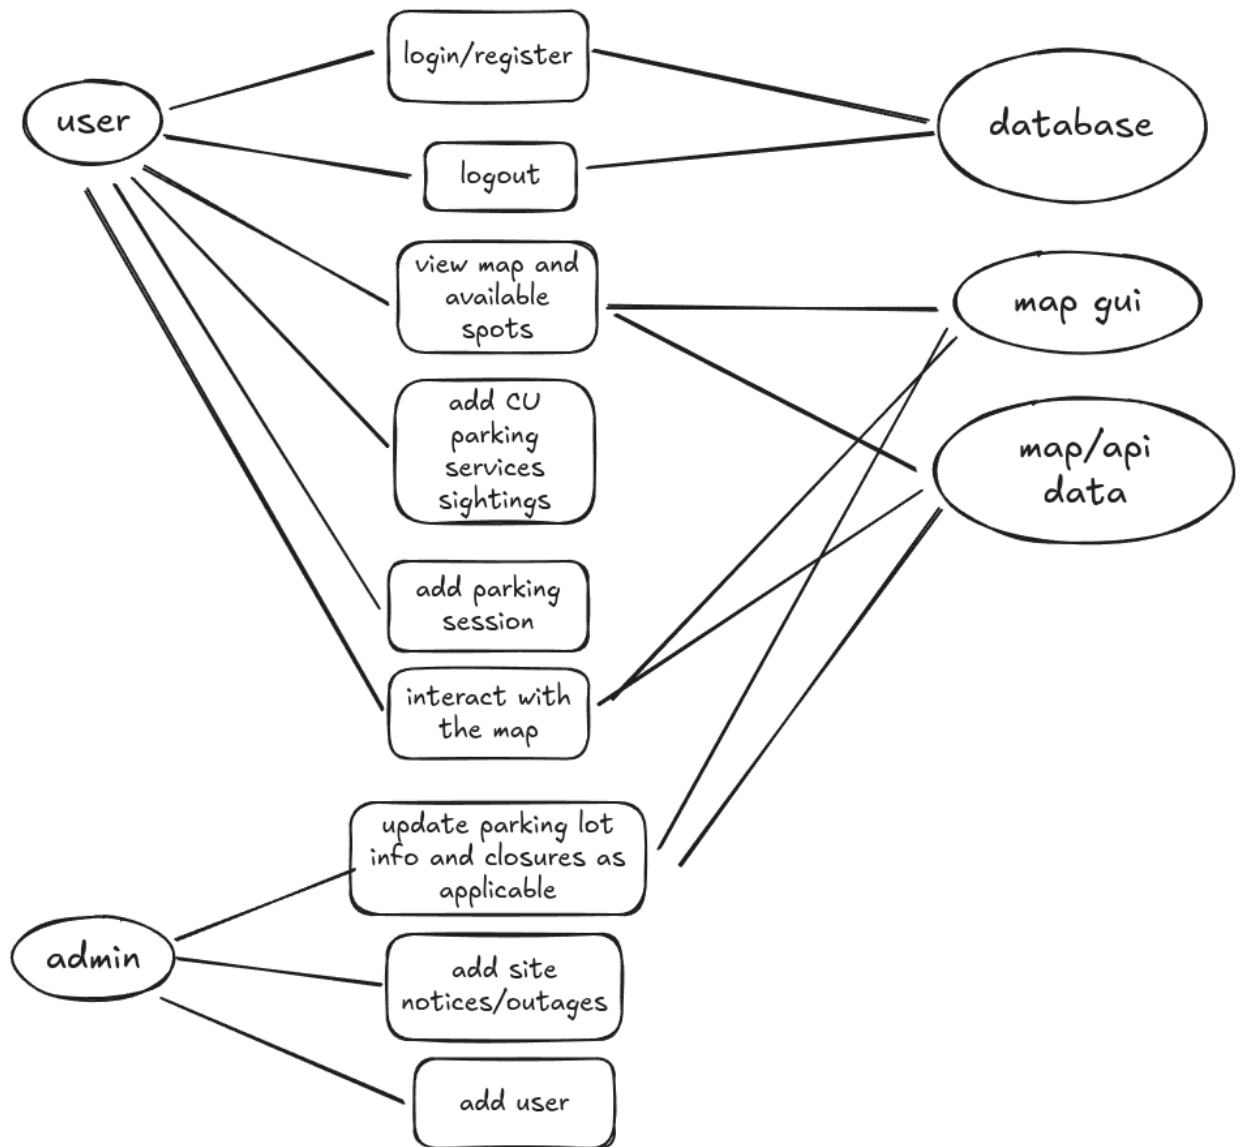 login/register
user
database
logout
view map and
available
spots
map gui
add CU
parking
services
sightings
map/api
data
add parking
session
interact with
the map
update parking lot
info and closures as
applicable
admin
add site
notices/outages
add user